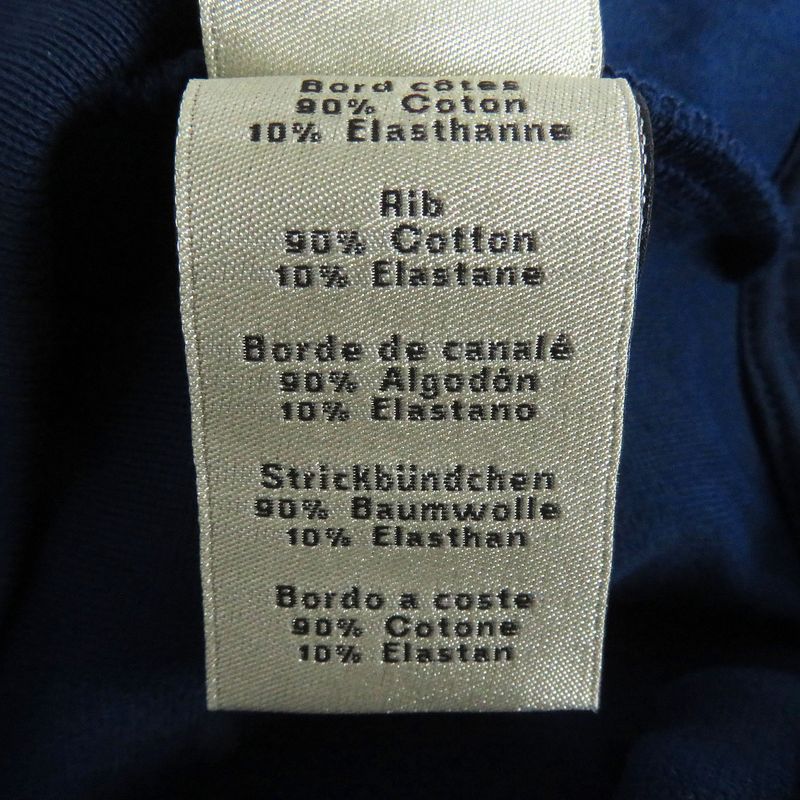 Bord côtes
90% Coton
10% Elasthanne
Rib
90% Cotton
10% Elastane
Borde de canalé
90% Algodón
10% Elastano
Strickbündchen
90% Baumwolle
10% Elasthan
Bordo a coste
90% Cotone
10% Elastan